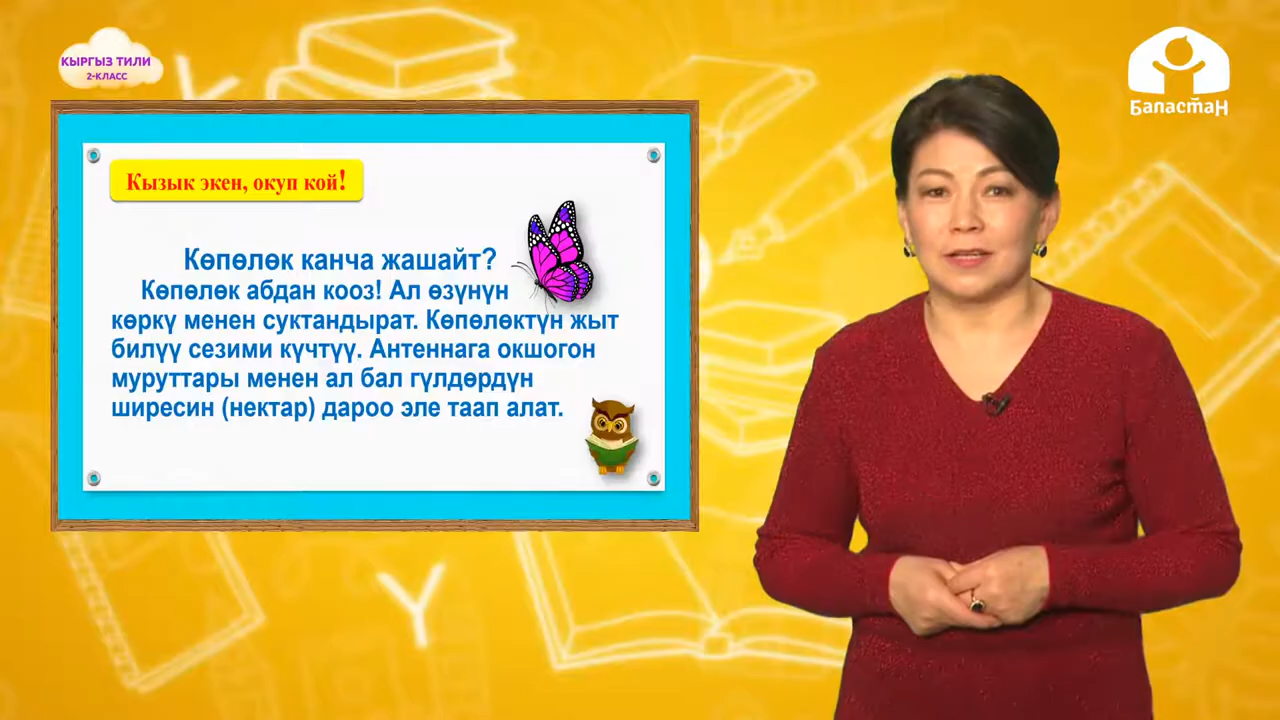 КЫРГЫЗ ТИЛИ
2-КЛАСС
Баластан
Кызык экен, окуп кой!
Көпөлөк канча жашайт?
Көпөлөк абдан кооз! Ал өзүнүн
көркү менен суктандырат. Көпөлөктүн жыт
билүү сезими күчтүү. Антеннага окшогон
муруттары менен ал бал гүлдөрдүн
ширесин (нектар) дароо эле таап алат.